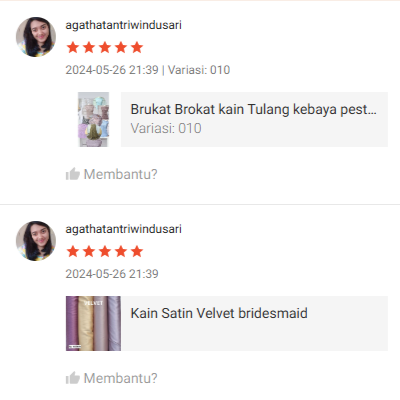 agathatantriwindusari
2024-05-26 21:39 | Variasi: 010
Brukat Brokat kain Tulang kebaya pest...
Variasi: 010
Membantu?
agathatantriwindusari
2024-05-26 21:39
VELVET
Kain Satin Velvet bridesmaid
Membantu?